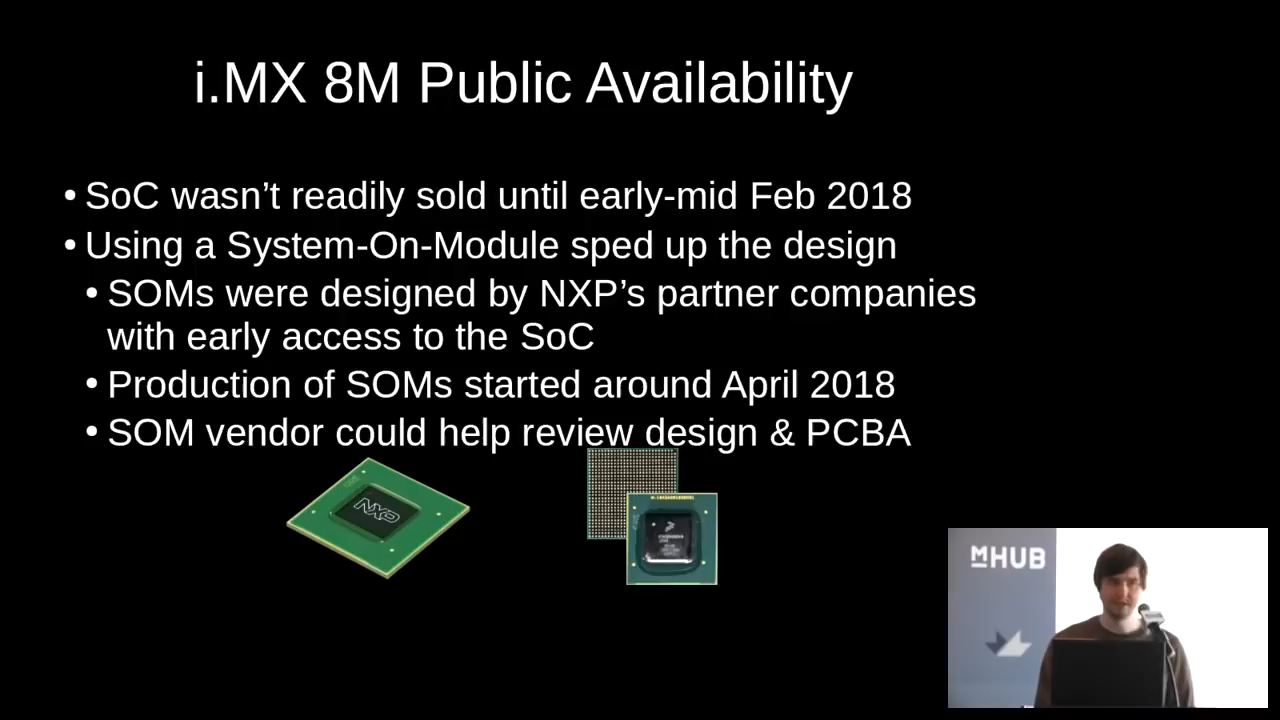 i.MX 8M Public Availability
• SoC wasn’t readily sold until early-mid Feb 2018
• Using a System-On-Module sped up the design
• SOMs were designed by NXP’s partner companies
with early access to the SoC
• Production of SOMs started around April 2018
• SOM vendor could help review design & PCBA
NXP
MHUB